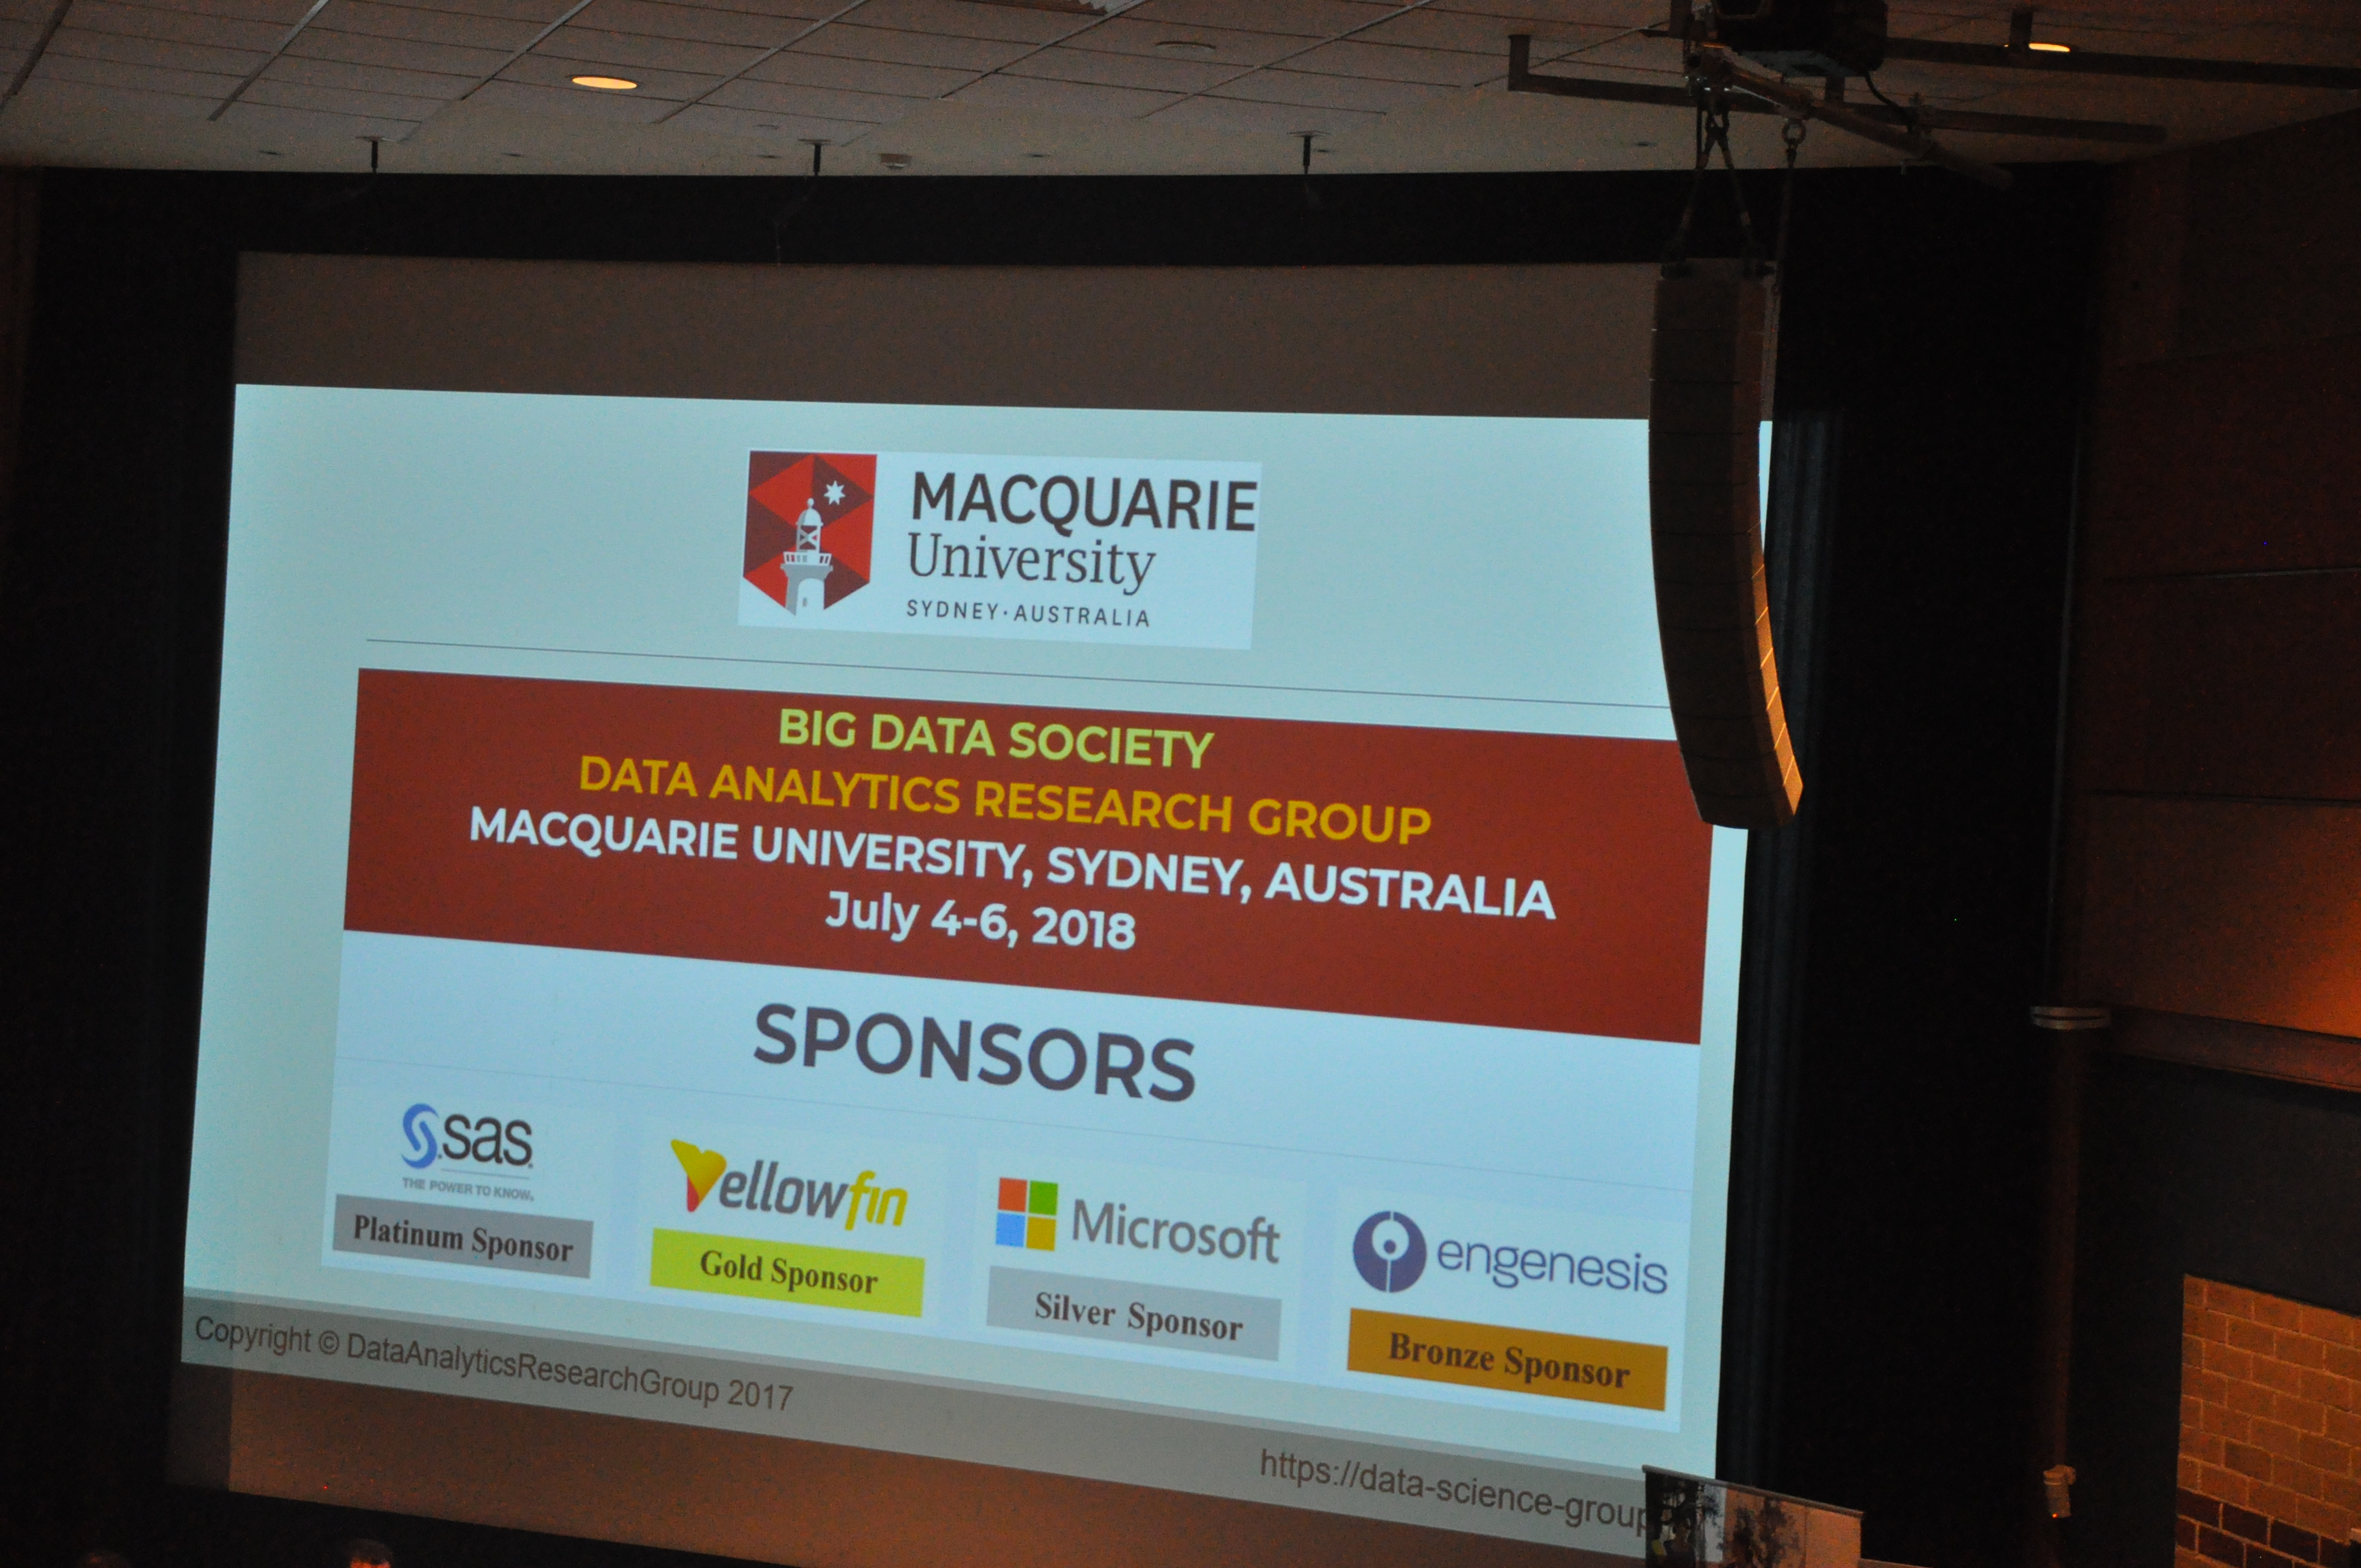 MACQUARIE
University
SYDNEY·AUSTRALIA
BIG DATA SOCIETY
DATA ANALYTICS RESEARCH GROUP
MACQUARIE UNIVERSITY, SYDNEY, AUSTRALIA
July 4-6, 2018
SPONSORS
sas
THE POWER TO KNOW.
Platinum Sponsor
Yellowfin
Gold Sponsor
Microsoft
Silver Sponsor
engenesis
Bronze Sponsor
Copyright © DataAnalyticsResearchGroup 2017
https://data-science-group